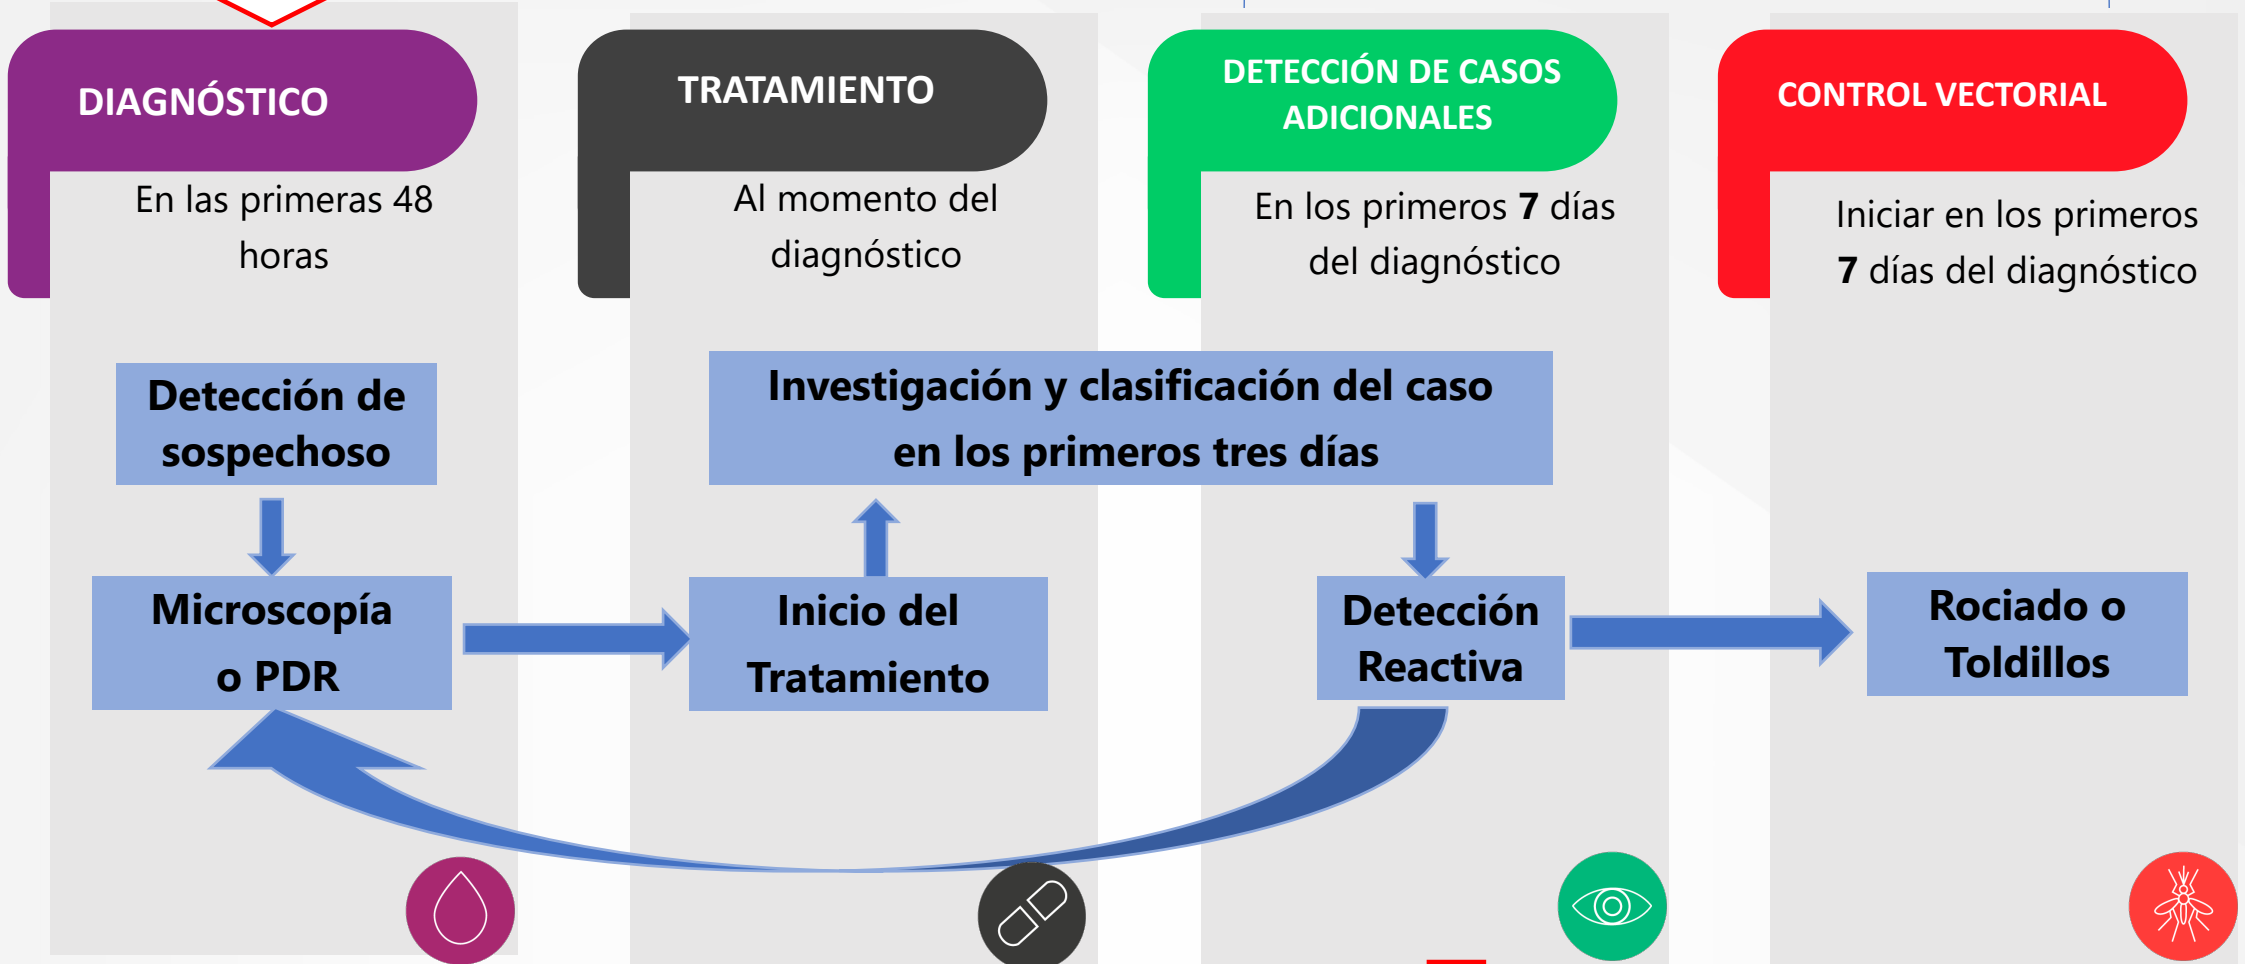 DIAGNÓSTICO
En las primeras 48
horas
Detección de
sospechoso
Microscopía
o PDR
TRATAMIENTO
Al momento del
diagnóstico
Investigación y clasificación del caso
en los primeros tres días
Inicio del
Tratamiento
DETECCIÓN DE CASOS
ADICIONALES
En los primeros 7 días
del diagnóstico
Detección
Reactiva
CONTROL VECTORIAL
Iniciar en los primeros
7 días del diagnóstico
Rociado o
Toldillos